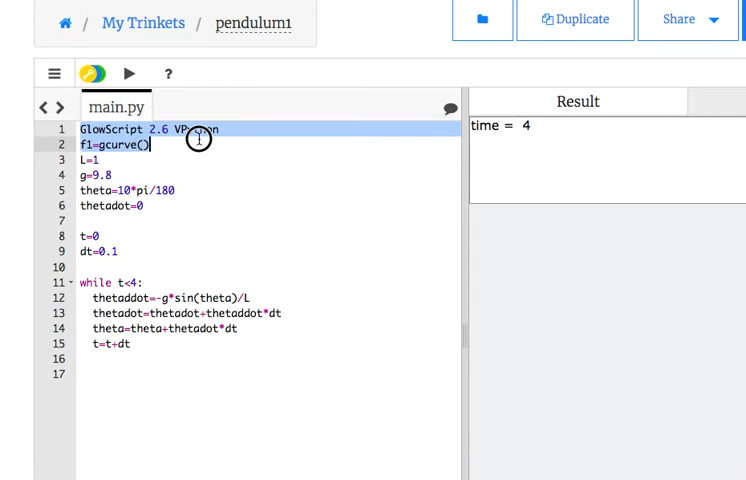 My Trinkets / pendulum1
Duplicate
Share
?
main.py
Result
1 GlowScript 2.6
2 f1=gcurve()
3 L=1
4 g=9.8
5 theta=10*pi/180
6 thetadot=0
7
8 t=0
9 dt=0.1
10
11 while t<4:
12 thetaddot=-g*sin(theta)/L
13 thetadot=thetadot+thetaddot*dt
14 theta=theta+thetadot*dt
15 t=t+dt
16
17
time = 4